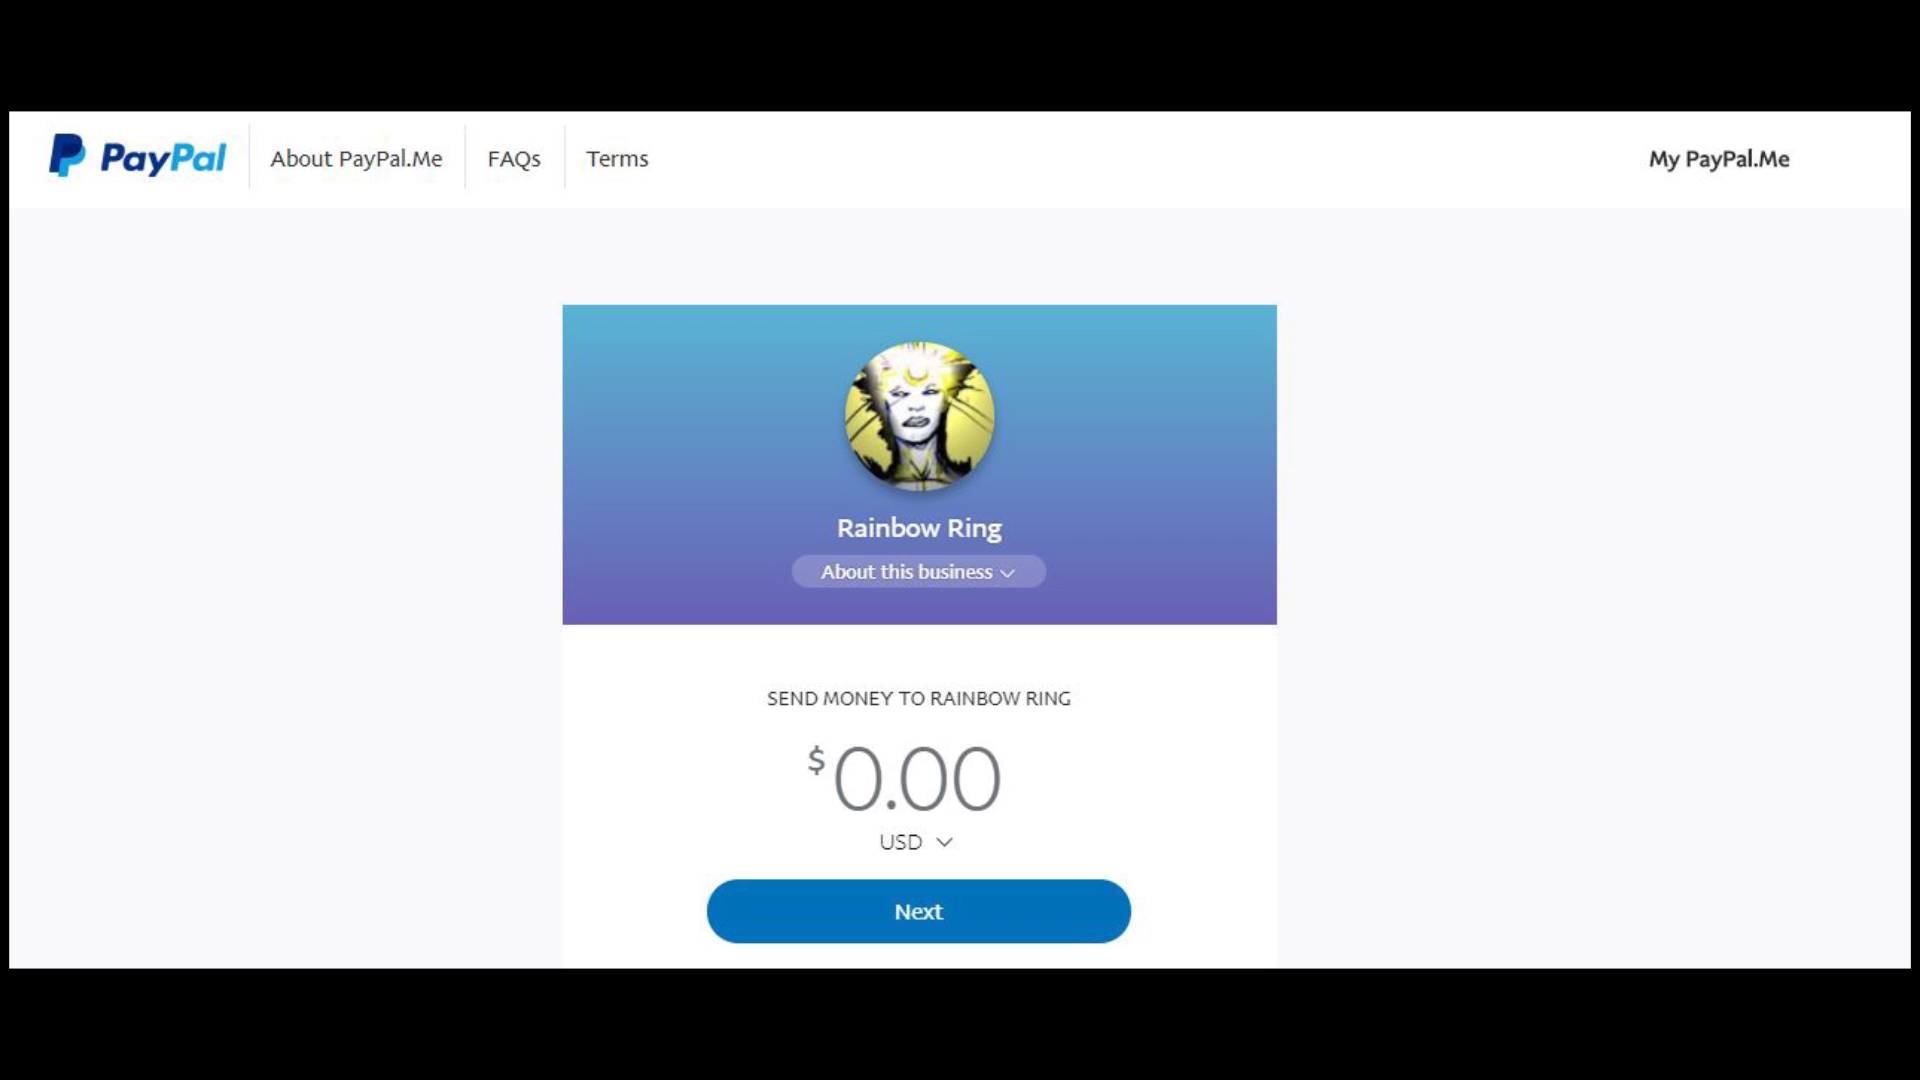 PayPal
About PayPal.Me
FAQs
Terms
My PayPal.Me
Rainbow Ring
About this business
SEND MONEY TO RAINBOW RING
$0.00
USD
Next